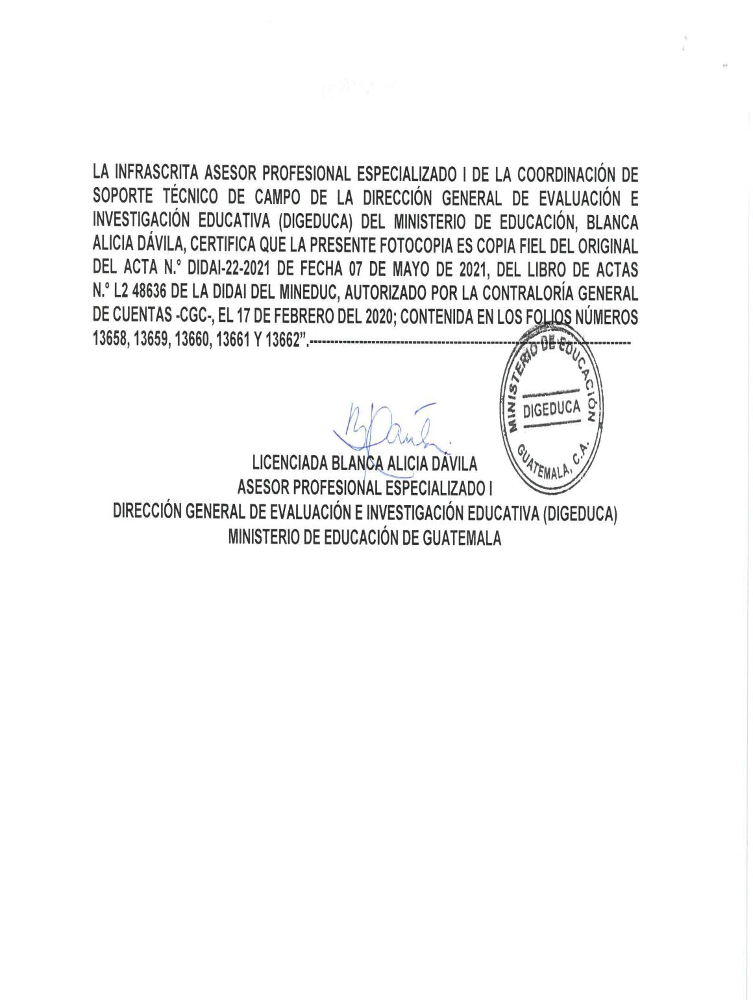 LA INFRASCRITA ASESOR PROFESIONAL ESPECIALIZADO I DE LA COORDINACIÓN DE
SOPORTE TÉCNICO DE CAMPO DE LA DIRECCIÓN GENERAL DE EVALUACIÓN E
INVESTIGACIÓN EDUCATIVA (DIGEDUCA) DEL MINISTERIO DE EDUCACIÓN, BLANCA
ALICIA DÁVILA, CERTIFICA QUE LA PRESENTE FOTOCOPIA ES COPIA FIEL DEL ORIGINAL
DEL ACTA N.º DIDAI-22-2021 DE FECHA 07 DE MAYO DE 2021, DEL LIBRO DE ACTAS
N.º L2 48636 DE LA DIDAI DEL MINEDUC, AUTORIZADO POR LA CONTRALORÍA GENERAL
DE CUENTAS -CGC-, EL 17 DE FEBRERO DEL 2020; CONTENIDA EN LOS FOLIOS NÚMEROS
13658, 13659, 13660, 13661 Y 13662”.------------------------------------------------------------------------------
MINISTERIO DE EDUCACIÓN
DIGEDUCA
GUATEMALA, C.A.
LICENCIADA BLANCA ALICIA DÁVILA
ASESOR PROFESIONAL ESPECIALIZADO I
DIRECCIÓN GENERAL DE EVALUACIÓN E INVESTIGACIÓN EDUCATIVA (DIGEDUCA)
MINISTERIO DE EDUCACIÓN DE GUATEMALA